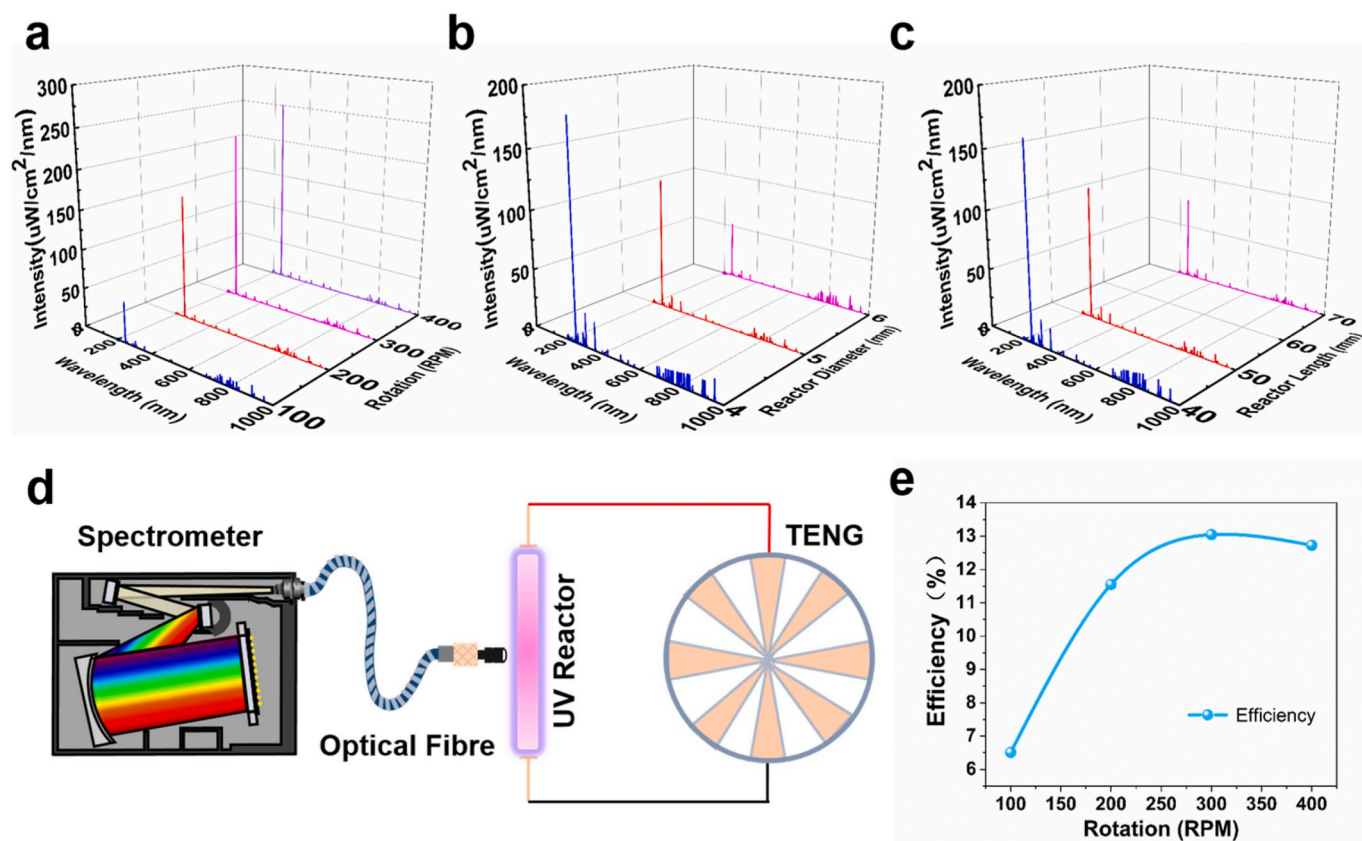 a
Intensity(uW/cm2/nm)
300
250
200
150
100
50
0
200
400
600
800
1000
Wavelength (nm)
100
200
300
400
Rotation (RPM)
b
Intensity(uW/cm2/nm)
200
150
100
50
0
200
400
600
800
1000
Wavelength (nm)
4
5
6
Reactor Diameter (mm)
c
Intensity(uW/cm2/nm)
200
150
100
50
0
200
400
600
800
1000
Wavelength (nm)
40
50
60
70
Reactor Length (mm)
d
Spectrometer
Optical Fibre
UV Reactor
TENG
e
Efficiency (%)
14
13
12
11
10
9
8
7
6
Efficiency
100 150 200 250 300 350 400
Rotation (RPM)